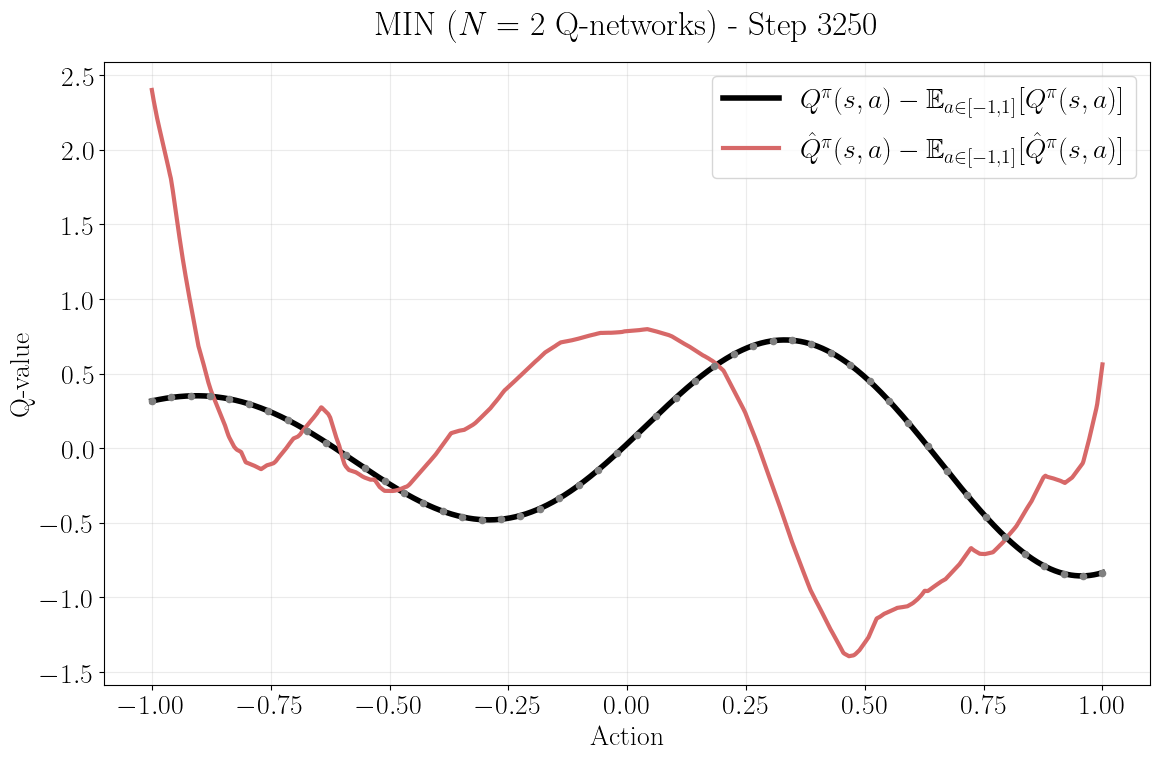 MIN (N = 2 Q-networks) - Step 3250
Q^π(s, a) − 𝔼_{a∈[−1,1]}[Q^π(s, a)]
Q̂^π(s, a) − 𝔼_{a∈[−1,1]}[Q̂^π(s, a)]
Q-value
2.5
2.0
1.5
1.0
0.5
0.0
−0.5
−1.0
−1.5
−1.00 −0.75 −0.50 −0.25 0.00 0.25 0.50 0.75 1.00
Action